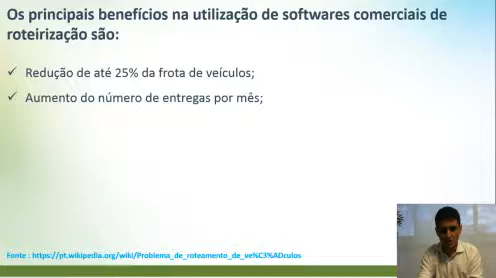 Os principais benefícios na utilização de softwares comerciais de
roteirização são:
✓ Redução de até 25% da frota de veículos;
✓ Aumento do número de entregas por mês;
Fonte : https://pt.wikipedia.org/wiki/Problema_de_roteamento_de_ve%C3%ADculos